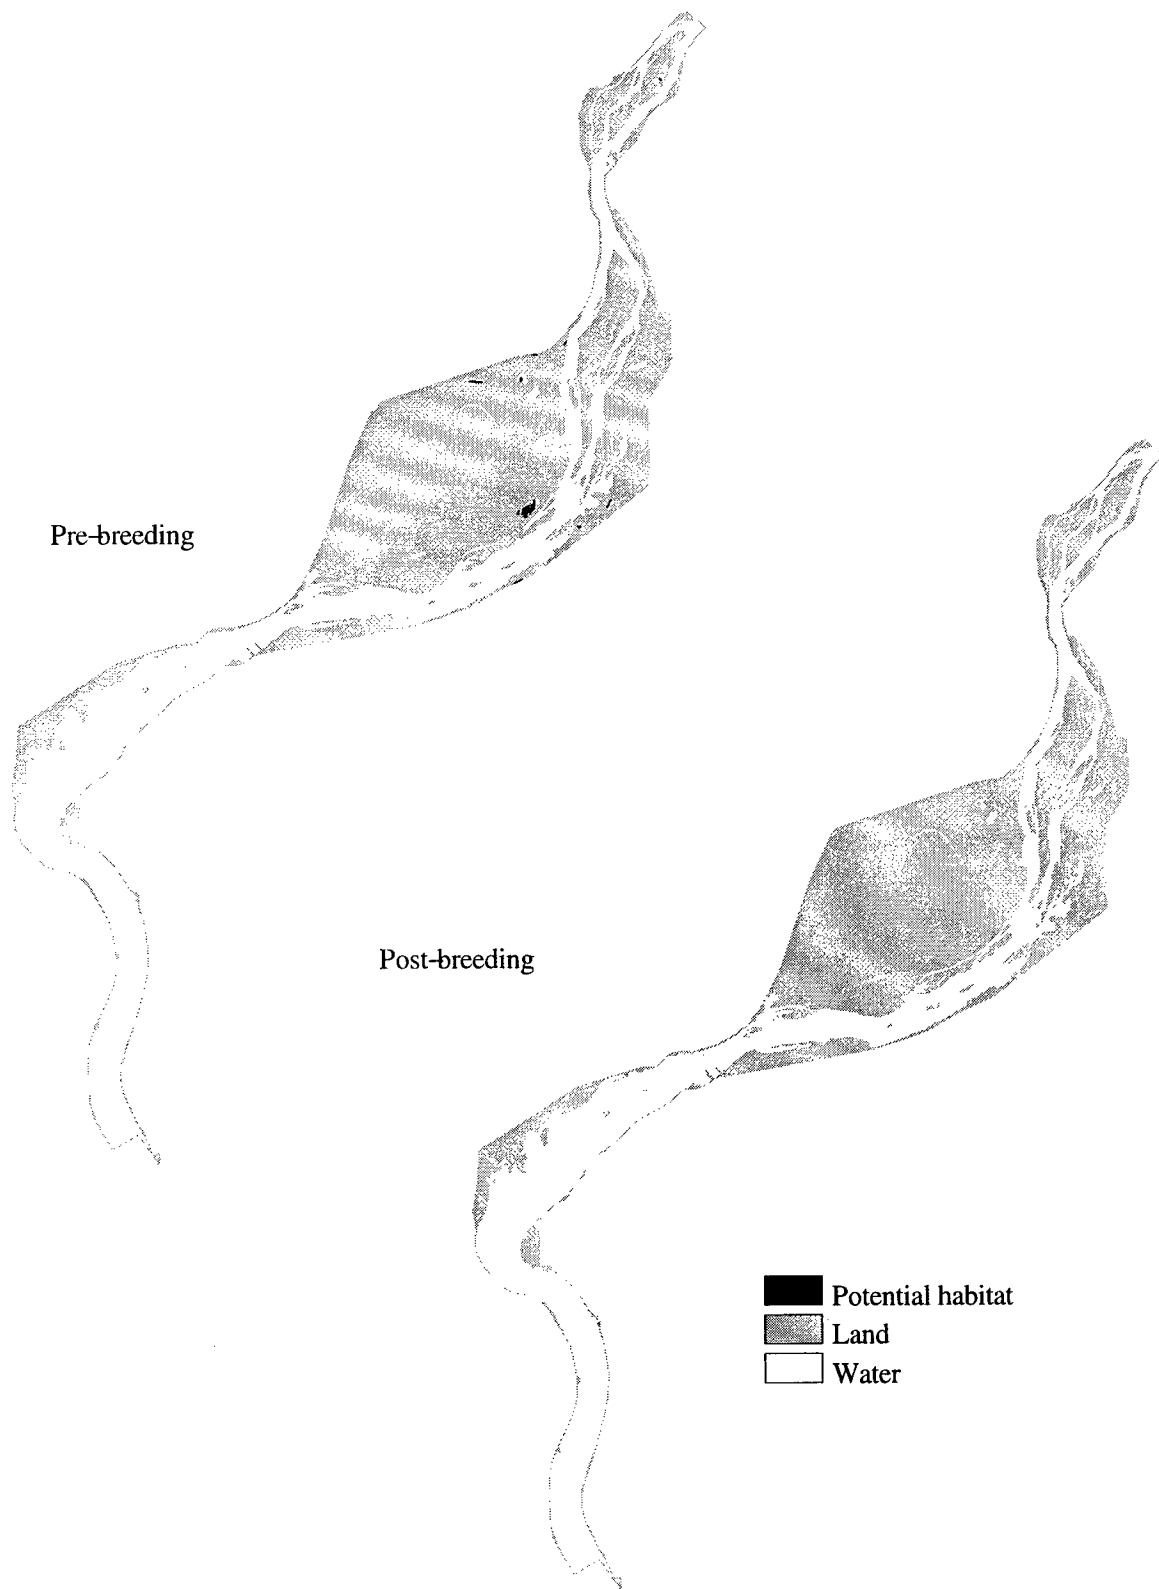 Pre-breeding
Post-breeding
Potential habitat
Land
Water